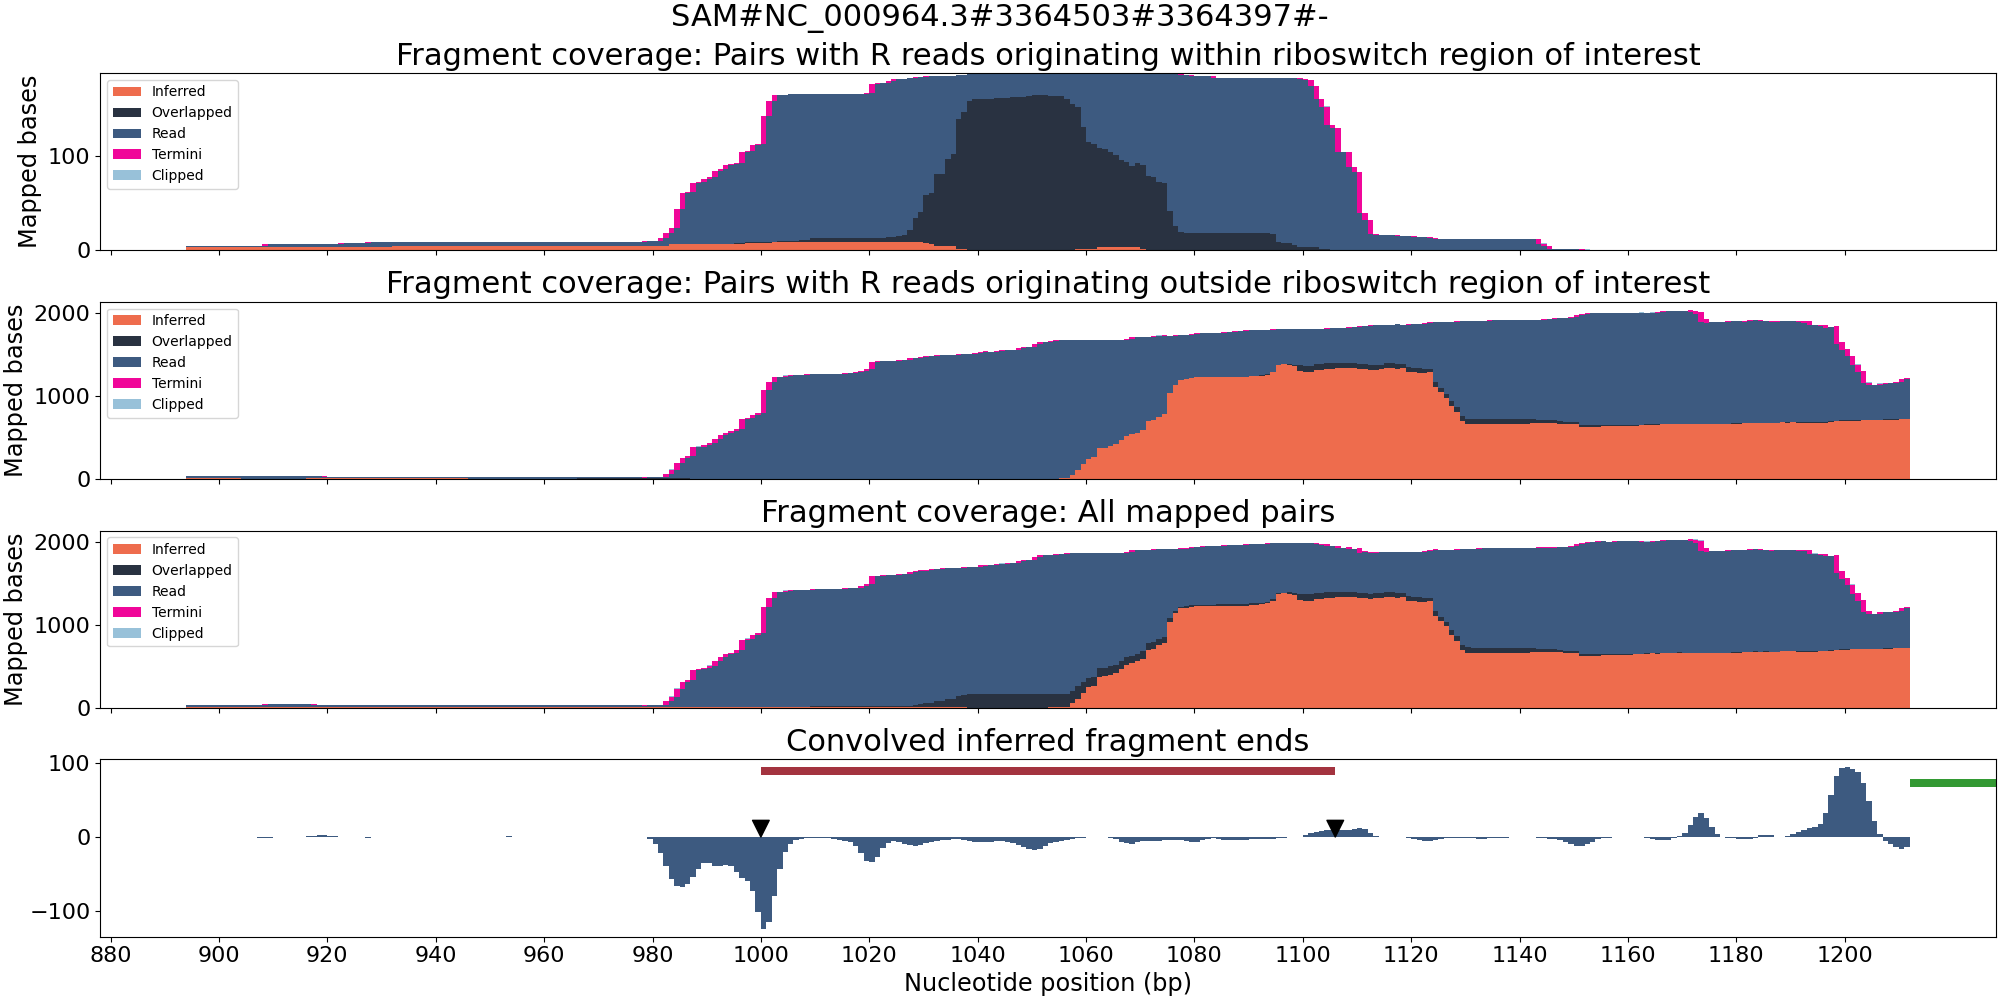 SAM#NC_000964.3#3364503#3364397#-
Fragment coverage: Pairs with R reads originating within riboswitch region of interest
Mapped bases
100
0
Inferred
Overlapped
Read
Termini
Clipped
Fragment coverage: Pairs with R reads originating outside riboswitch region of interest
Mapped bases
2000
1000
0
Inferred
Overlapped
Read
Termini
Clipped
Fragment coverage: All mapped pairs
Mapped bases
2000
1000
0
Inferred
Overlapped
Read
Termini
Clipped
Convolved inferred fragment ends
100
0
−100
880 900 920 940 960 980 1000 1020 1040 1060 1080 1100 1120 1140 1160 1180 1200
Nucleotide position (bp)